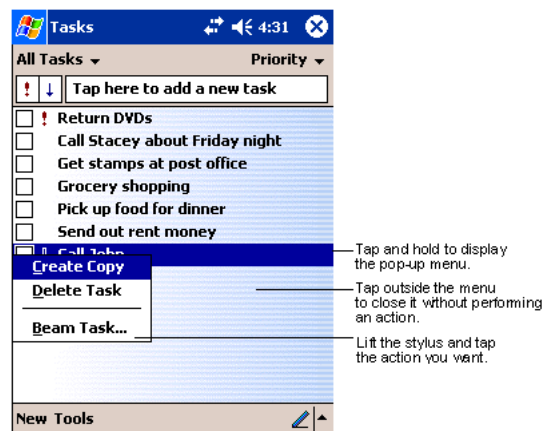 Tasks
4:31
All Tasks
Priority
! ↓ Tap here to add a new task
! Return DVDs
Call Stacey about Friday night
Get stamps at post office
Grocery shopping
Pick up food for dinner
Send out rent money
Call John
Create Copy
Delete Task
Beam Task...
Tap and hold to display
the pop-up menu.
Tap outside the menu
to close it without performing
an action.
Lift the stylus and tap
the action you want.
New Tools